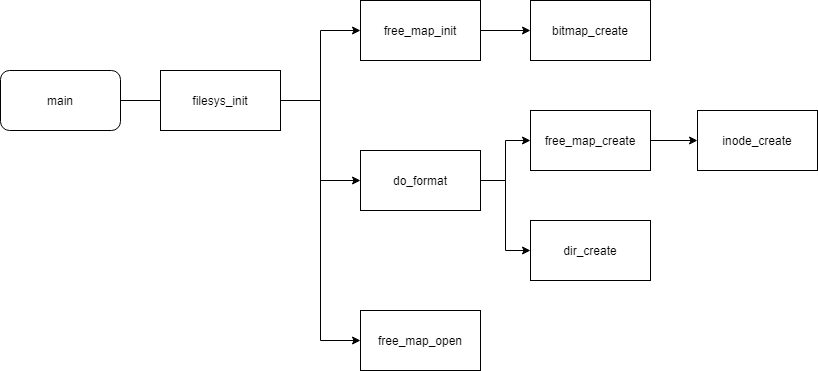 free_map_init
bitmap_create
main
filesys_init
free_map_create
inode_create
do_format
dir_create
free_map_open